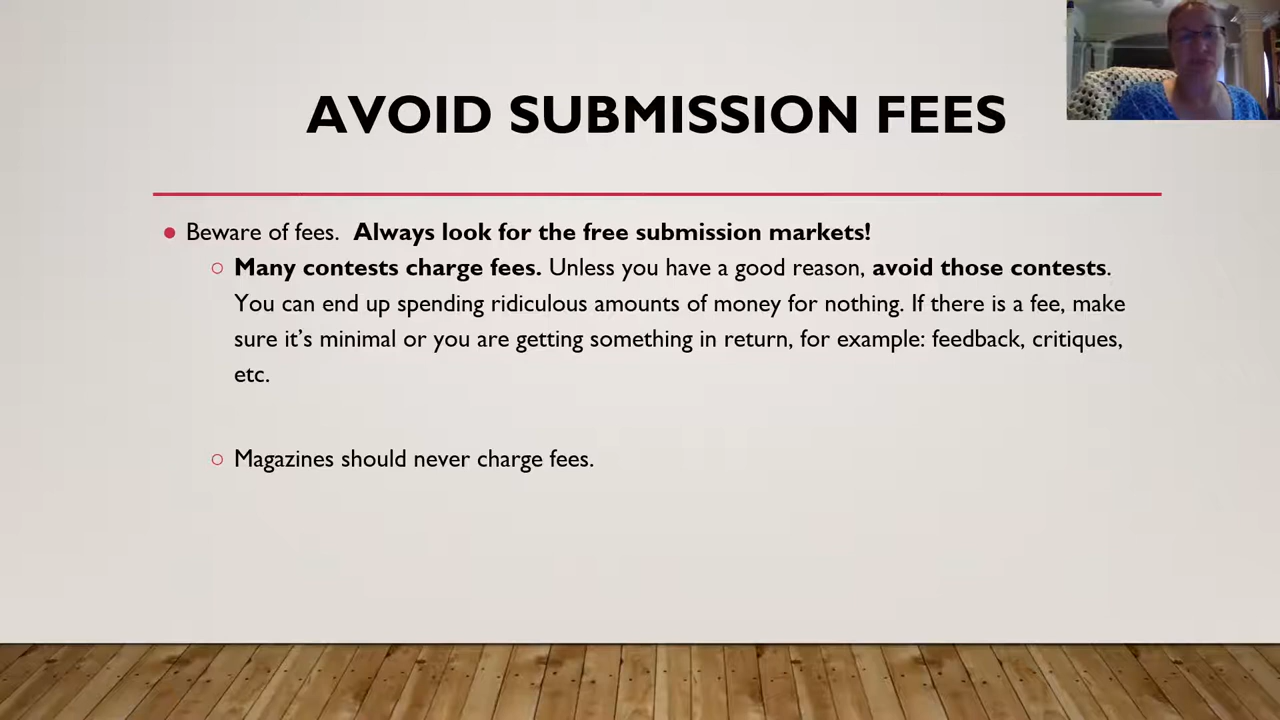 AVOID SUBMISSION FEES
Beware of fees. Always look for the free submission markets!
Many contests charge fees. Unless you have a good reason, avoid those contests.
You can end up spending ridiculous amounts of money for nothing. If there is a fee, make
sure it’s minimal or you are getting something in return, for example: feedback, critiques,
etc.
Magazines should never charge fees.